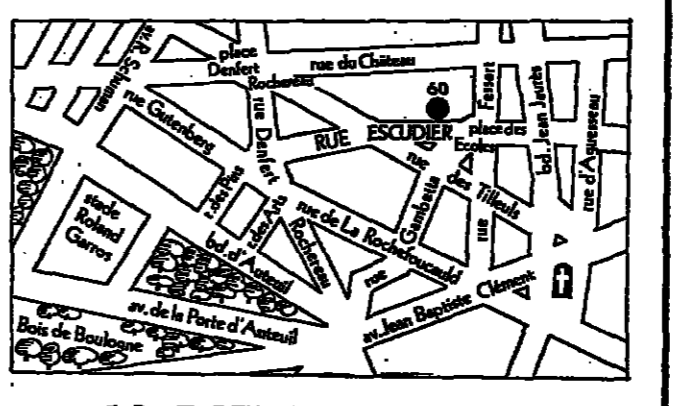 av. R. Schuman
place
Denfert
Rochereau
rue du Château
60
Fessart
bd. Jean Jaurès
rue d'Aguesseau
rue Gutenberg
rue Denfert
RUE ESCUDIER
place des
Ecoles
rue
Gambetta
des Tilleuls
rue
r. des Pins
r. des Arts
stade
Roland
Garros
bd. d'Auteuil
Rochereau
rue de La Rochefoucauld
rue
av. Jean Baptiste Clément
av. de la Porte d'Auteuil
Bois de Boulogne